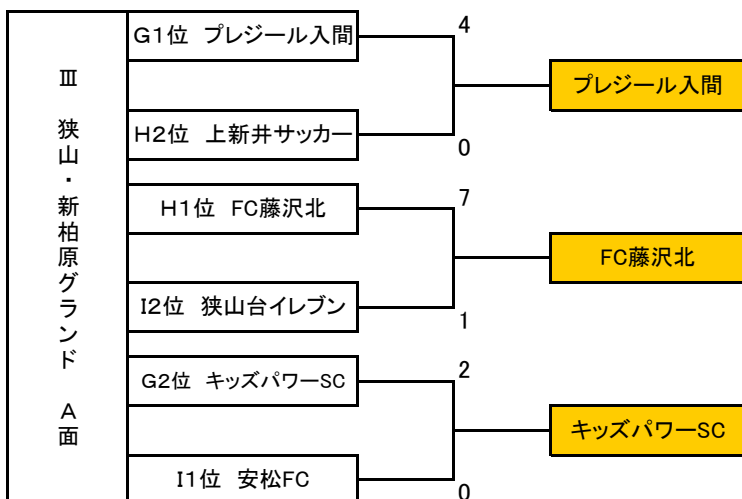 Ⅲ 狭山・新柏原グランド A面
G1位 プレジール入間
4
プレジール入間
H2位 上新井サッカー
0
H1位 FC藤沢北
7
FC藤沢北
I2位 狭山台イレブン
1
G2位 キッズパワーSC
2
キッズパワーSC
I1位 安松FC
0